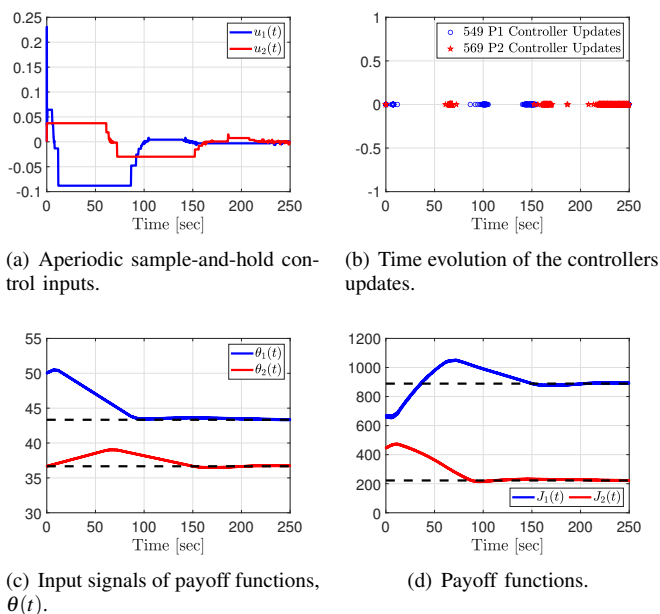 0.25
0.2
0.15
0.1
0.05
0
-0.05
-0.1
0 50 100 150 200 250
Time [sec]
u₁(t)
u₂(t)
(a) Aperiodic sample-and-hold con-
trol inputs.
1
0.5
0
-0.5
-1
0 50 100 150 200 250
Time [sec]
549 P1 Controller Updates
569 P2 Controller Updates
(b) Time evolution of the controllers
updates.
55
50
45
40
35
30
0 50 100 150 200 250
Time [sec]
θ₁(t)
θ₂(t)
(c) Input signals of payoff functions,
θ(t).
1200
1000
800
600
400
200
0
0 50 100 150 200 250
Time [sec]
J₁(t) J₂(t)
(d) Payoff functions.